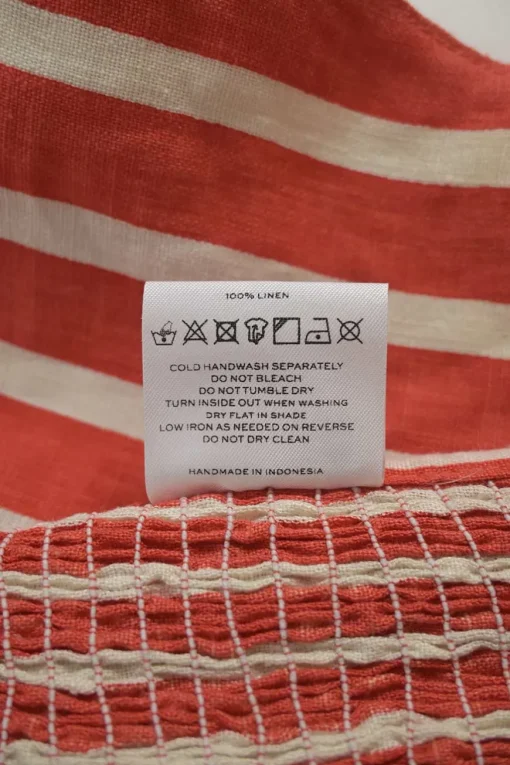 100% LINEN
COLD HANDWASH SEPARATELY
DO NOT BLEACH
DO NOT TUMBLE DRY
TURN INSIDE OUT WHEN WASHING
DRY FLAT IN SHADE
LOW IRON AS NEEDED ON REVERSE
DO NOT DRY CLEAN
HANDMADE IN INDONESIA